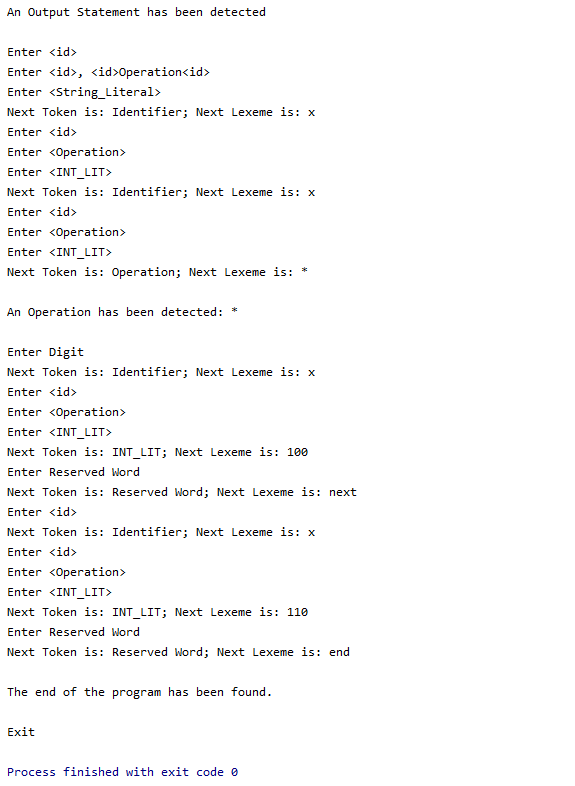 An Output Statement has been detected
Enter <id>
Enter <id>, <id>Operation<id>
Enter <String_Literal>
Next Token is: Identifier; Next Lexeme is: x
Enter <id>
Enter <Operation>
Enter <INT_LIT>
Next Token is: Identifier; Next Lexeme is: x
Enter <id>
Enter <Operation>
Enter <INT_LIT>
Next Token is: Operation; Next Lexeme is: *
An Operation has been detected: *
Enter Digit
Next Token is: Identifier; Next Lexeme is: x
Enter <id>
Enter <Operation>
Enter <INT_LIT>
Next Token is: INT_LIT; Next Lexeme is: 100
Enter Reserved Word
Next Token is: Reserved Word; Next Lexeme is: next
Enter <id>
Next Token is: Identifier; Next Lexeme is: x
Enter <id>
Enter <Operation>
Enter <INT_LIT>
Next Token is: INT_LIT; Next Lexeme is: 110
Enter Reserved Word
Next Token is: Reserved Word; Next Lexeme is: end
The end of the program has been found.
Exit
Process finished with exit code 0